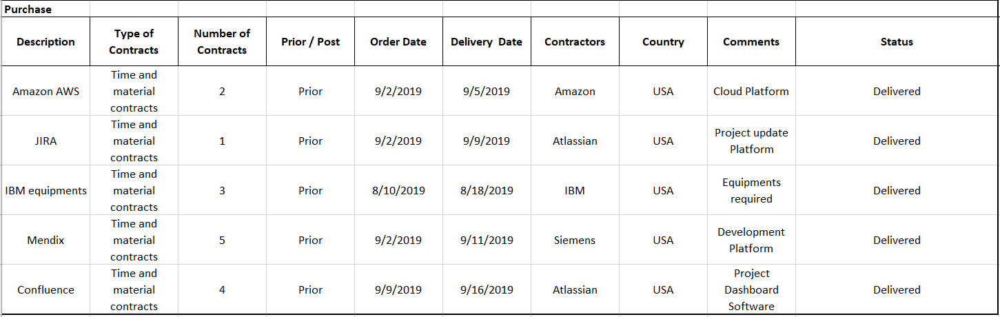 Purchase
Description Type of Contracts Number of Contracts Prior / Post Order Date Delivery  Date Contractors Country Comments Status
Amazon AWS Time and material contracts 2 Prior 9/2/2019 9/5/2019 Amazon USA Cloud Platform Delivered
JIRA Time and material contracts 1 Prior 9/2/2019 9/9/2019 Atlassian USA Project update Platform Delivered
IBM equipments Time and material contracts 3 Prior 8/10/2019 8/18/2019 IBM USA Equipments required Delivered
Mendix Time and material contracts 5 Prior 9/2/2019 9/11/2019 Siemens USA Development Platform Delivered
Confluence Time and material contracts 4 Prior 9/9/2019 9/16/2019 Atlassian USA Project Dashboard Software Delivered